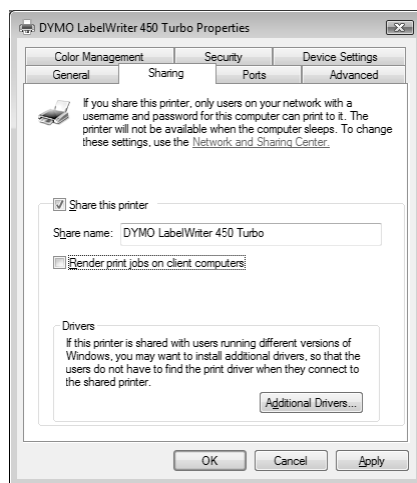 DYMO LabelWriter 450 Turbo Properties
Color Management Security Device Settings
General Sharing Ports Advanced
If you share this printer, only users on your network with a
username and password for this computer can print to it. The
printer will not be available when the computer sleeps. To change
these settings, use the Network and Sharing Center.
Share this printer
Share name: DYMO LabelWriter 450 Turbo
Render print jobs on client computers
Drivers
If this printer is shared with users running different versions of
Windows, you may want to install additional drivers, so that the
users do not have to find the print driver when they connect to
the shared printer.
Additional Drivers...
OK Cancel Apply